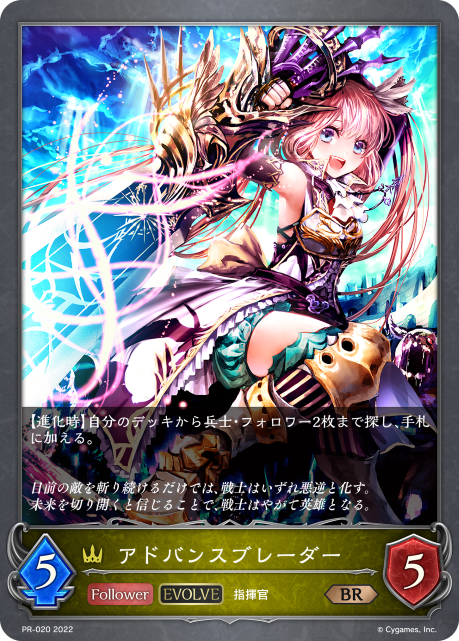 【進化時】自分のデッキから兵士・フォロワー2枚まで探し、手札
に加える。
目前の敵を斬り続けるだけでは、戦士はいずれ悪逆と化す。
未来を切り開くと信じることで、戦士はやがて英雄となる。
5 アドバンスブレーダー 5
Follower EVOLVE 指揮官 BR
PR-020 2022 © Cygames, Inc.